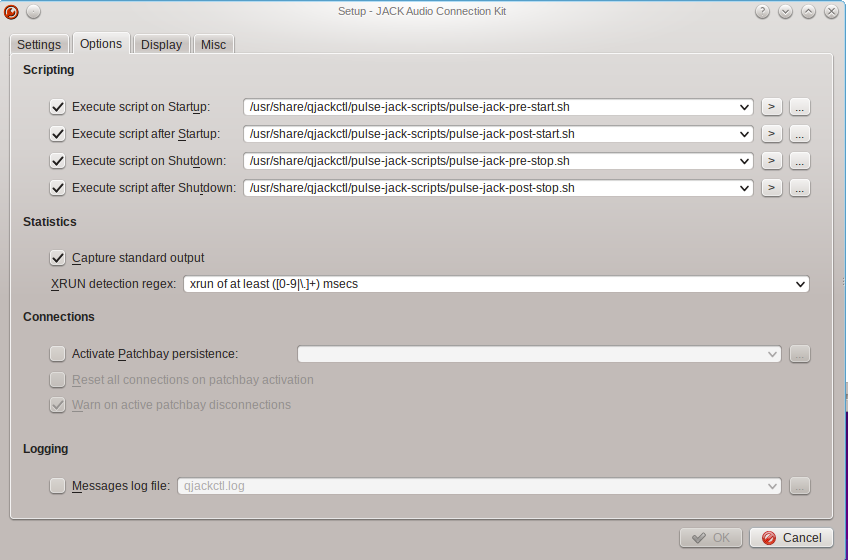 Setup - JACK Audio Connection Kit
Settings Options Display Misc
Scripting
Execute script on Startup: /usr/share/qjackctl/pulse-jack-scripts/pulse-jack-pre-start.sh > ...
Execute script after Startup: /usr/share/qjackctl/pulse-jack-scripts/pulse-jack-post-start.sh > ...
Execute script on Shutdown: /usr/share/qjackctl/pulse-jack-scripts/pulse-jack-pre-stop.sh > ...
Execute script after Shutdown: /usr/share/qjackctl/pulse-jack-scripts/pulse-jack-post-stop.sh > ...
Statistics
Capture standard output
XRUN detection regex: xrun of at least ([0-9|\.]+) msecs
Connections
Activate Patchbay persistence: ...
Reset all connections on patchbay activation
Warn on active patchbay disconnections
Logging
Messages log file: qjackctl.log ...
OK Cancel